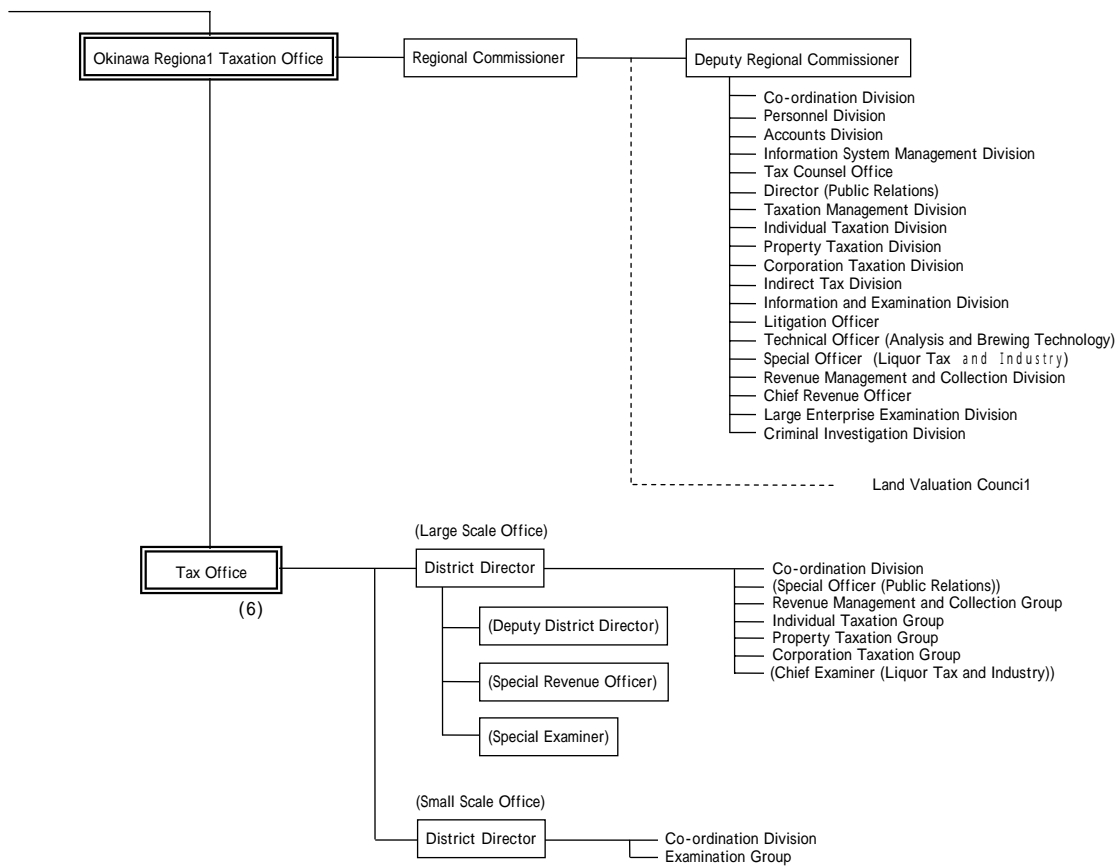 Okinawa Regiona1 Taxation Office
Regional Commissioner
Deputy Regional Commissioner
Co-ordination Division
Personnel Division
Accounts Division
Information System Management Division
Tax Counsel Office
Director (Public Relations)
Taxation Management Division
Individual Taxation Division
Property Taxation Division
Corporation Taxation Division
Indirect Tax Division
Information and Examination Division
Litigation Officer
Technical Officer (Analysis and Brewing Technology)
Special Officer (Liquor Tax and Industry)
Revenue Management and Collection Division
Chief Revenue Officer
Large Enterprise Examination Division
Criminal Investigation Division
Land Valuation Counci1
Tax Office
(6)
(Large Scale Office)
District Director
(Deputy District Director)
(Special Revenue Officer)
(Special Examiner)
Co-ordination Division
(Special Officer (Public Relations))
Revenue Management and Collection Group
Individual Taxation Group
Property Taxation Group
Corporation Taxation Group
(Chief Examiner (Liquor Tax and Industry))
(Small Scale Office)
District Director
Co-ordination Division
Examination Group